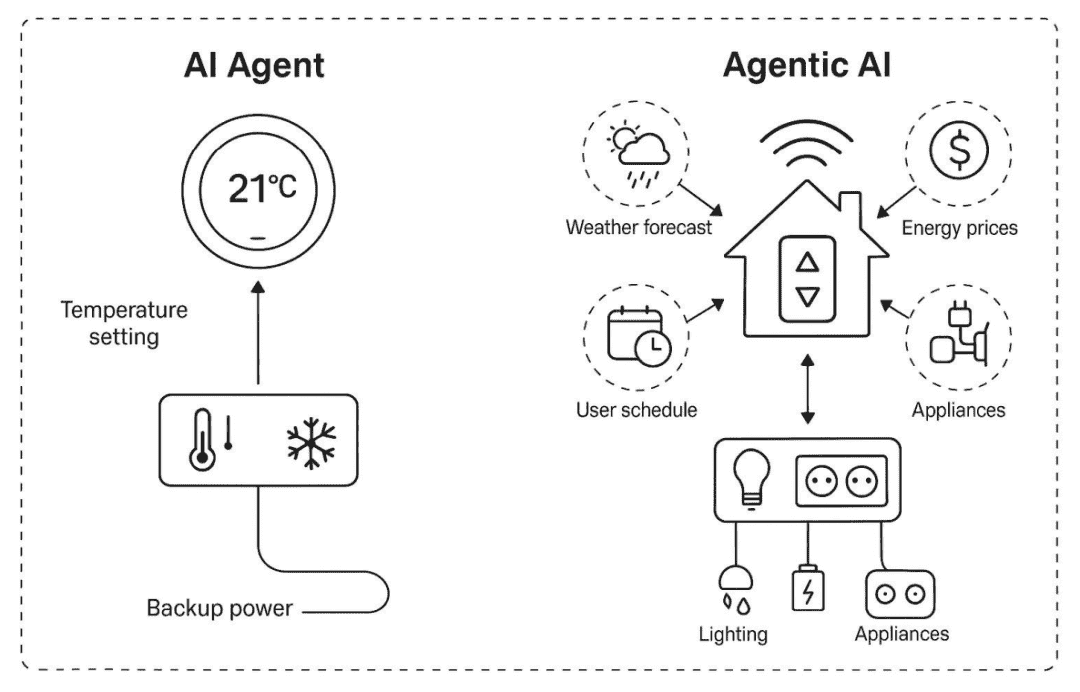 AI Agent
21°C
Temperature
setting
Backup power
Agentic AI
Weather forecast
Energy prices
User schedule
Appliances
Lighting
Appliances